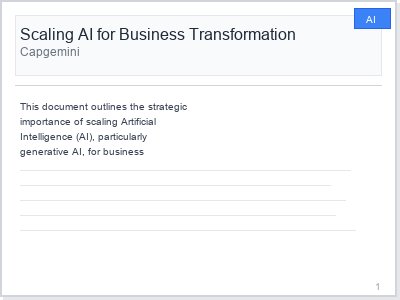 AI
Scaling AI for Business Transformation
Capgemini
This document outlines the strategic
importance of scaling Artificial
Intelligence (AI), particularly
generative AI, for business
1